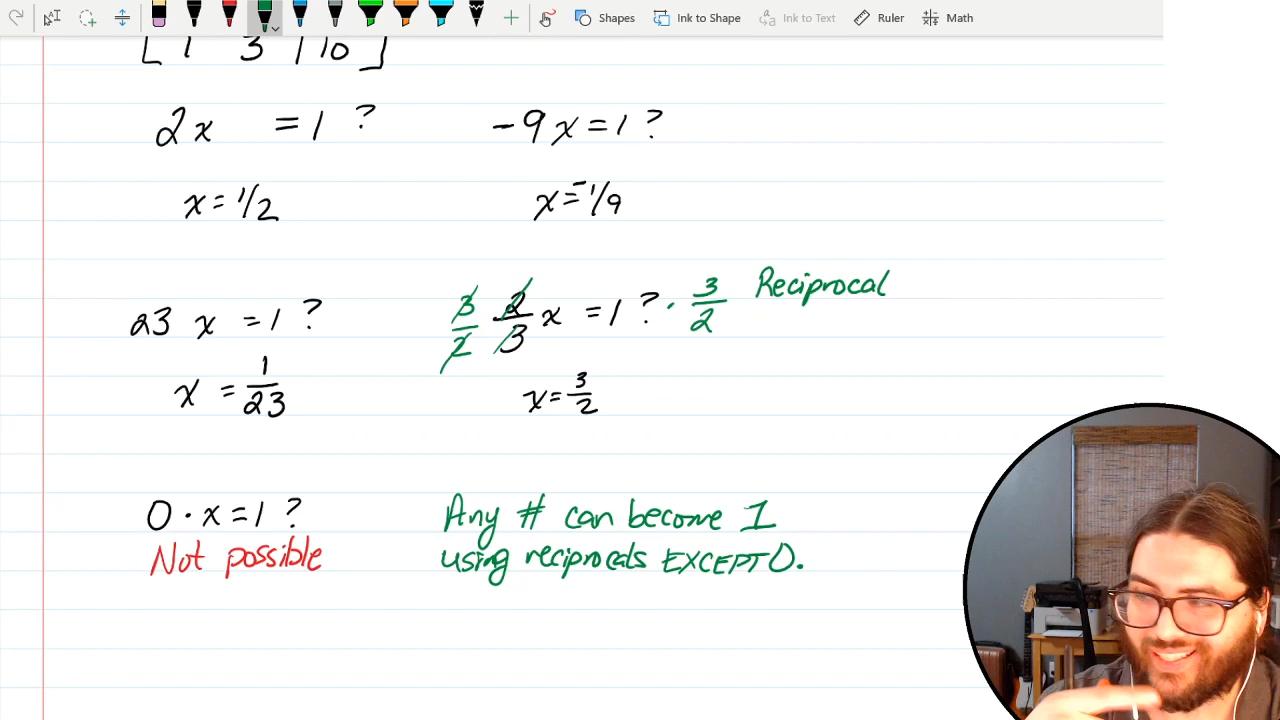 Shapes Ink to Shape Ink to Text Ruler Math
[ 1 3 | 10 ]
2x = 1 ? -9x = 1 ?
x = 1/2 x = -1/9
23 x = 1 ? 3/2 2/3 x = 1 ? · 3/2 Reciprocal
x = 1/23 x = 3/2
0 · x = 1 ? Any # can become 1
Not possible using reciprocals EXCEPT 0.